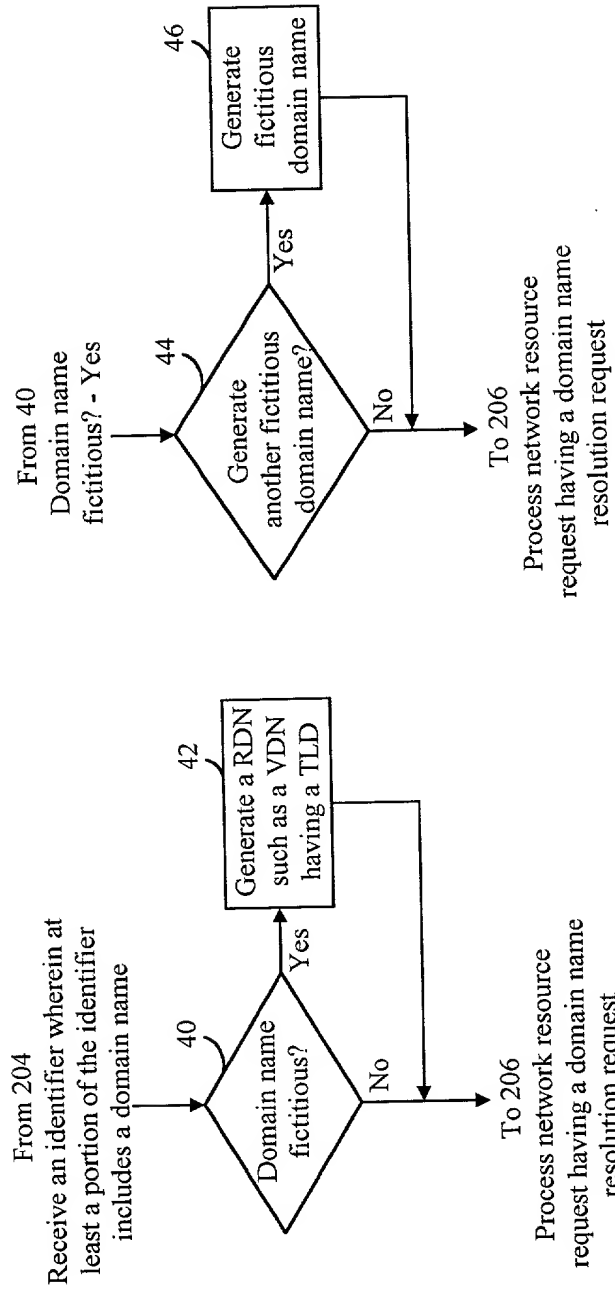 From 204
Receive an identifier wherein at
least a portion of the identifier
includes a domain name
40
Domain name
fictitious?
Yes
42
Generate a RDN
such as a VDN
having a TLD
No
To 206
Process network resource
request having a domain name
resolution request
From 40
Domain name
fictitious? - Yes
44
Generate
another fictitious
domain name?
Yes
46
Generate
fictitious
domain name
No
To 206
Process network resource
request having a domain name
resolution request